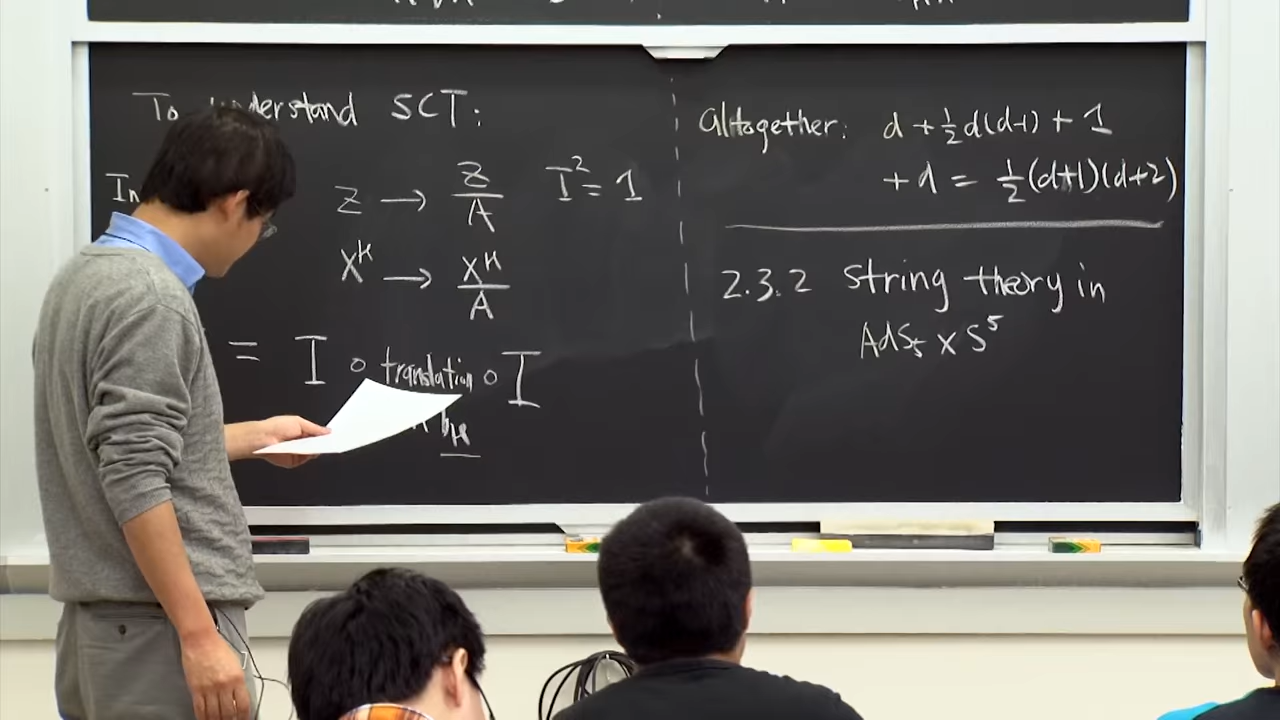 To understand SCT:
z → z/A I² = 1
x^μ → x^μ/A
= I ∘ translation ∘ I
b_μ
Altogether: d + ½ d(d-1) + 1
+ d = ½ (d+1)(d+2)
2.3.2 string theory in
AdS₅ x S⁵